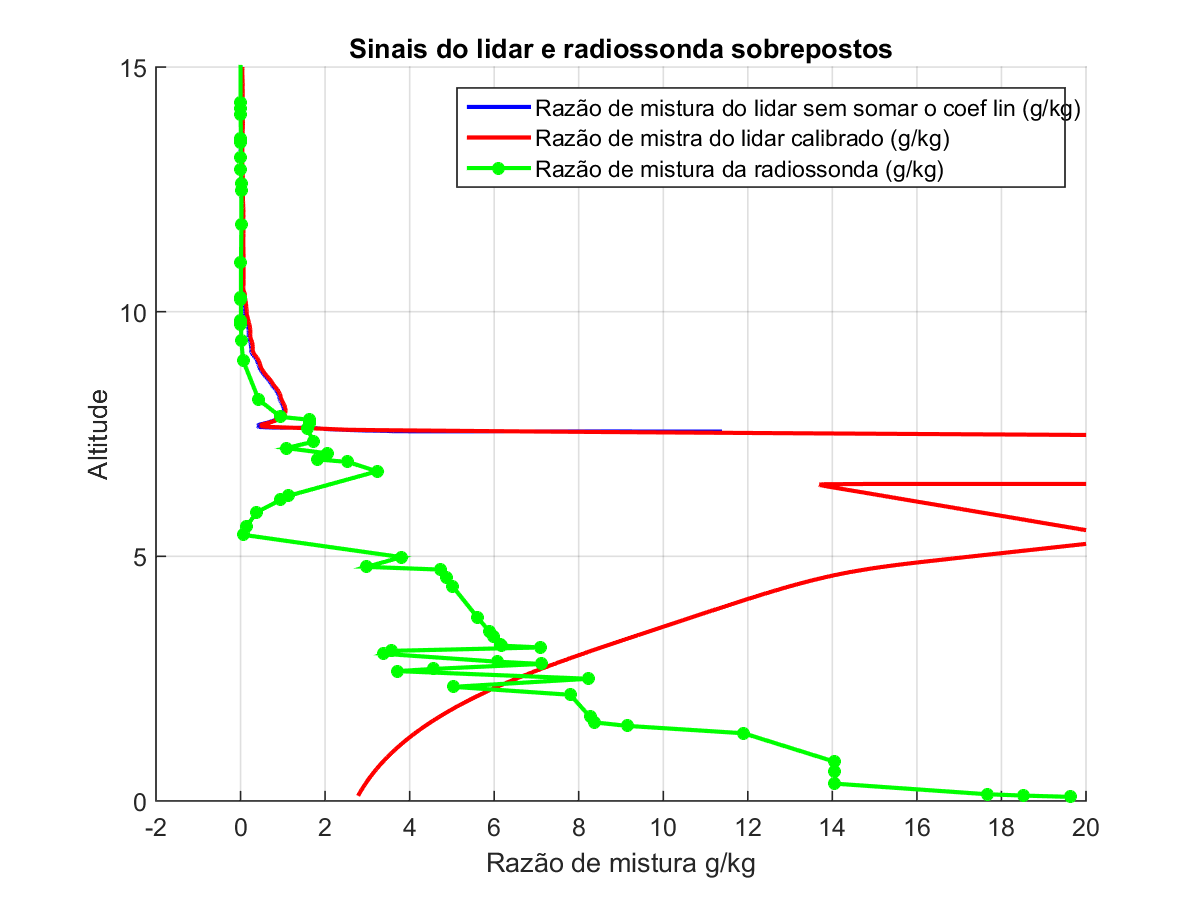 Sinais do lidar e radiossonda sobrepostos
15
Razão de mistura do lidar sem somar o coef lin (g/kg)
Razão de mistra do lidar calibrado (g/kg)
Razão de mistura da radiossonda (g/kg)
10
Altitude
5
0
-2 0 2 4 6 8 10 12 14 16 18 20
Razão de mistura g/kg